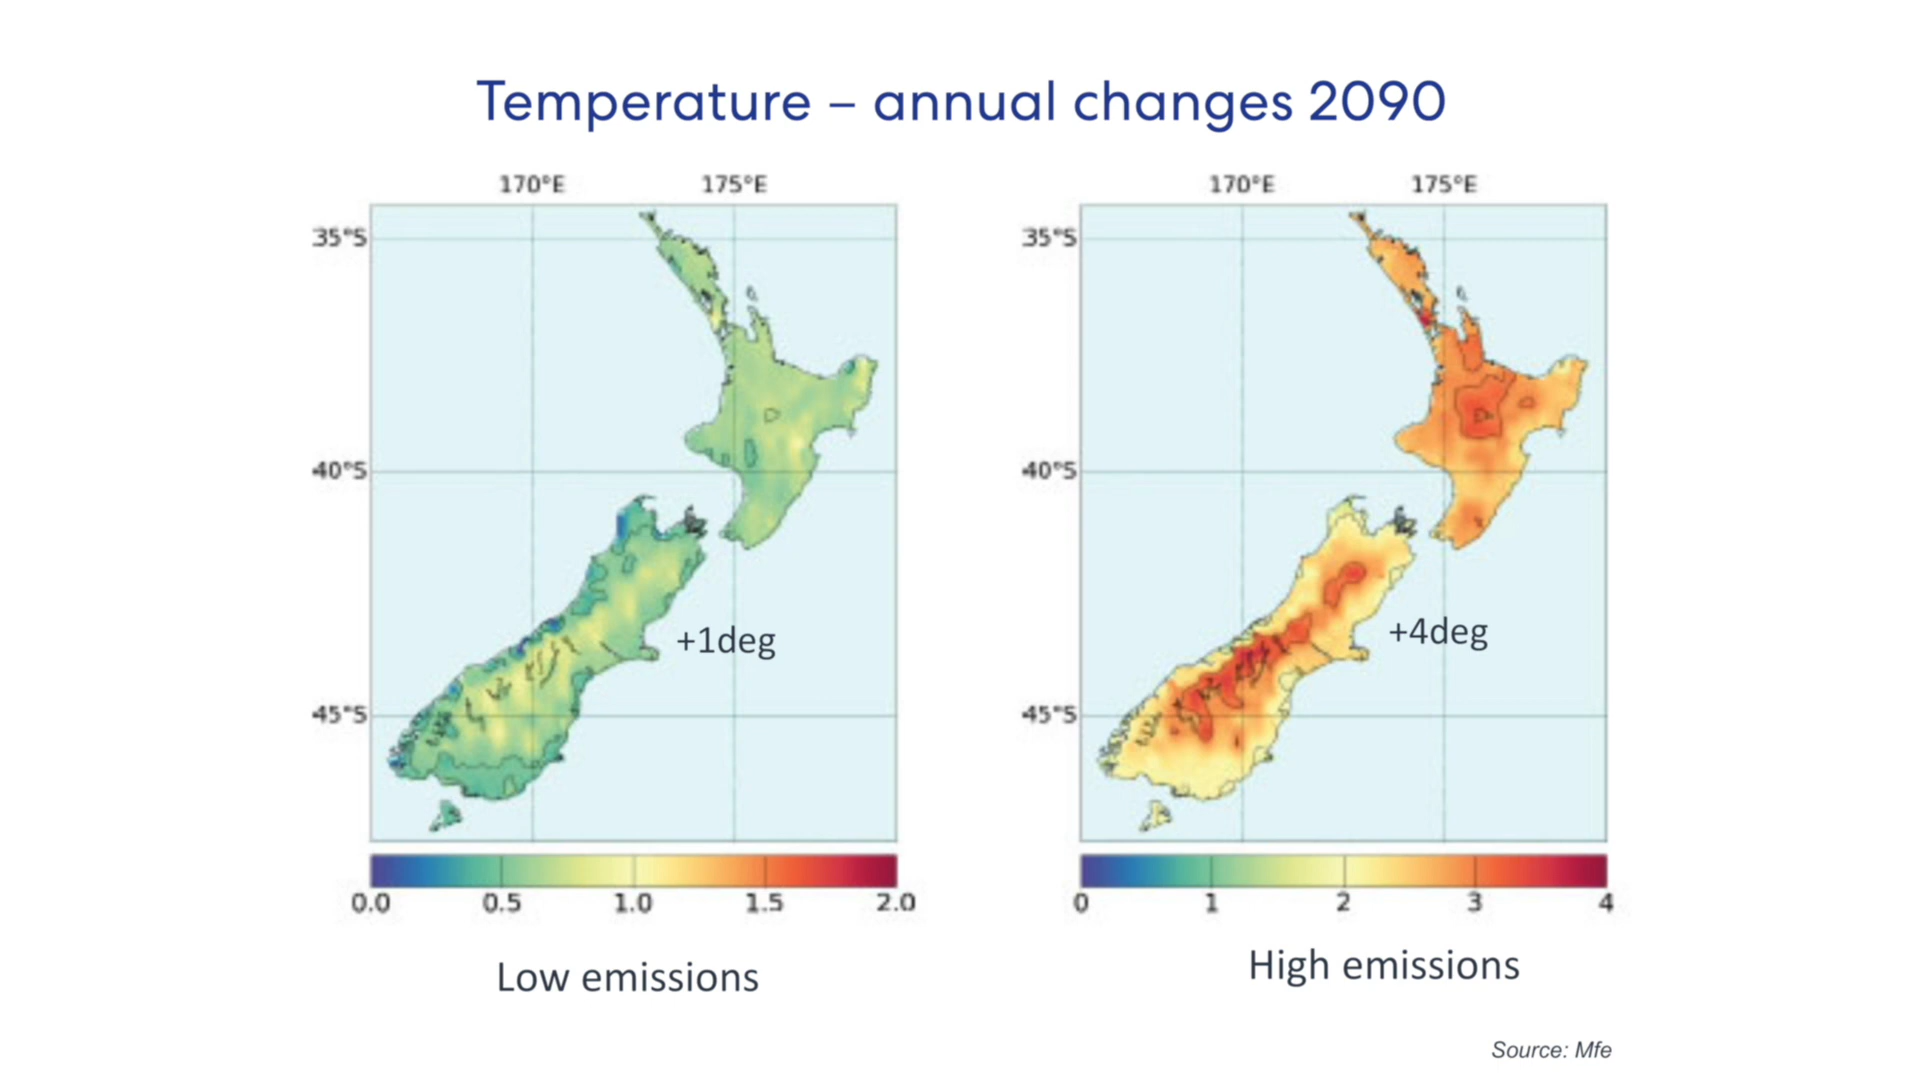 Temperature – annual changes 2090
170°E 175°E
170°E 175°E
35°S
40°S
45°S
35°S
40°S
45°S
+1deg
+4deg
0.0 0.5 1.0 1.5 2.0
0 1 2 3 4
Low emissions
High emissions
Source: Mfe